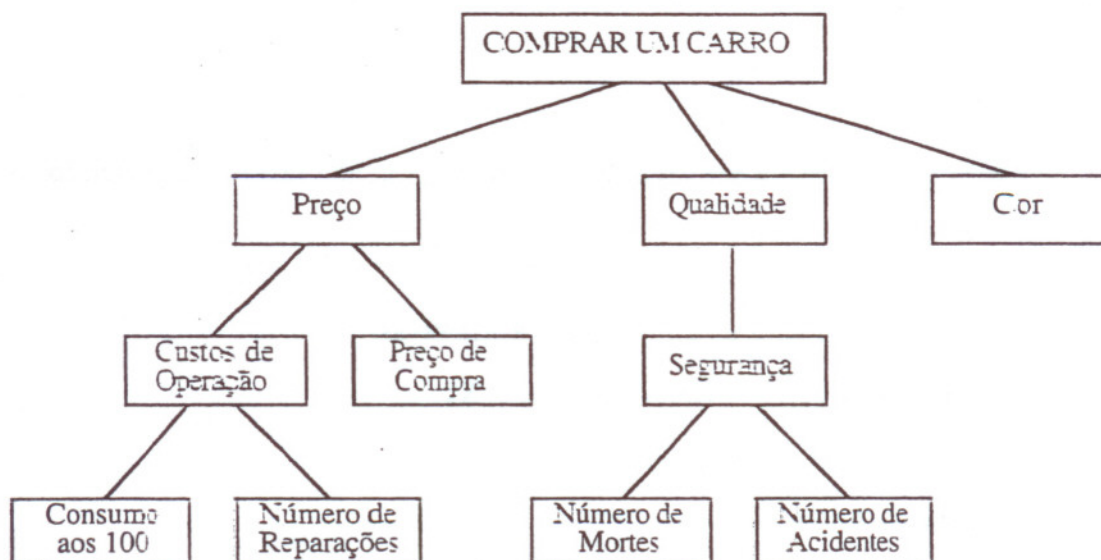 COMPRAR UM CARRO
Preço
Qualidade
Cor
Custos de
Operação
Preço de
Compra
Segurança
Consumo
aos 100
Número de
Reparações
Número de
Mortes
Número de
Acidentes